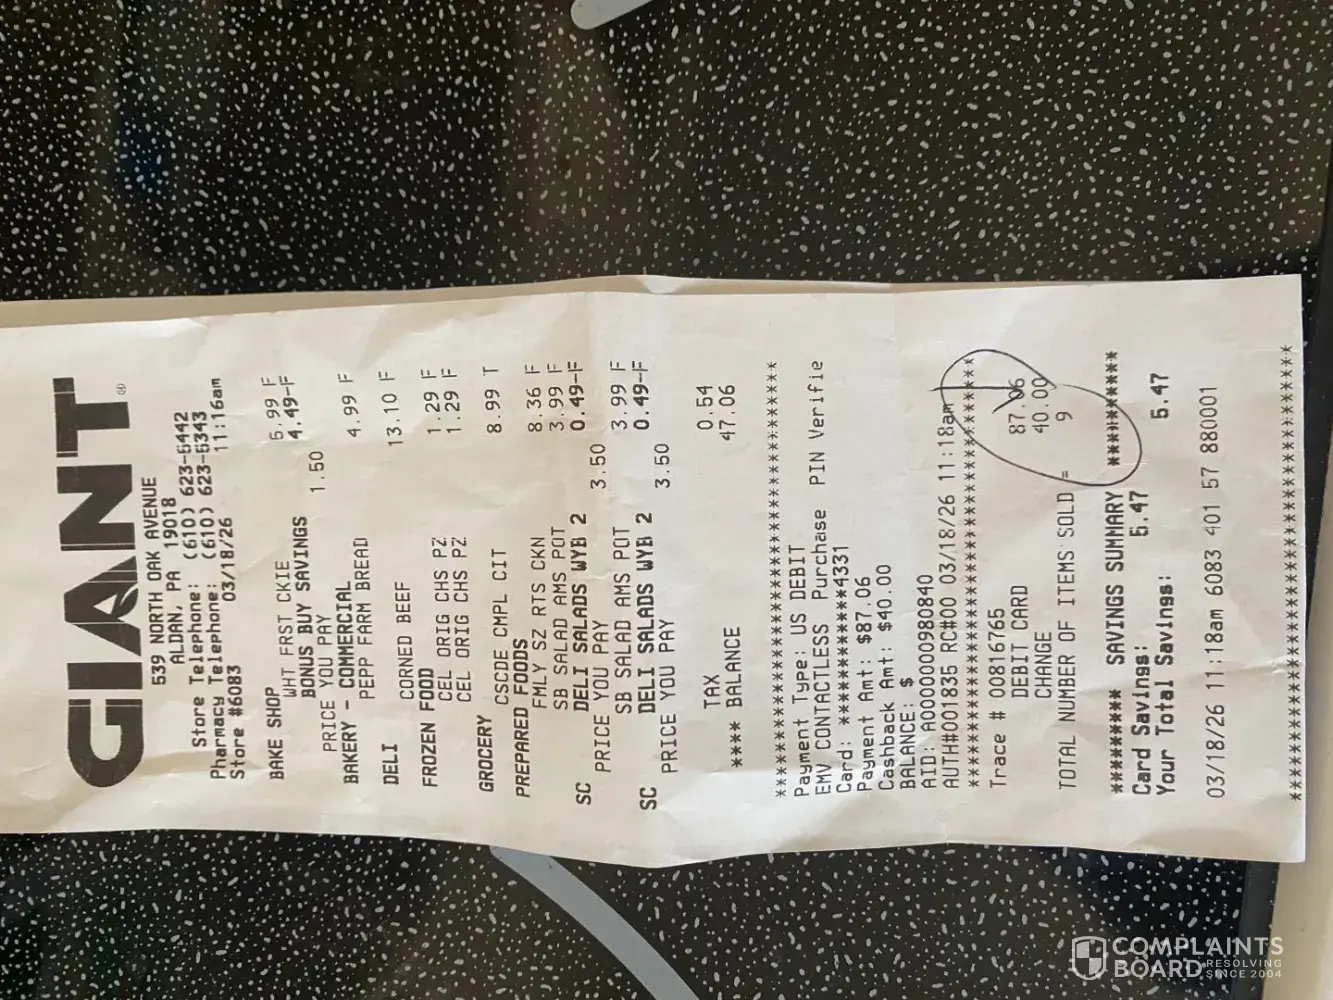 GIANT
539 NORTH OAK AVENUE
ALDAN, PA 19018
Store Telephone: (610) 623-5442
Pharmacy Telephone: (610) 623-5343
Store #6083 03/18/26 11:16am
BAKE SHOP
WHT FRST CKIE 5.99 F
BONUS BUY SAVINGS 4.49-F
PRICE YOU PAY 1.50
BAKERY - COMMERCIAL
PEPP FARM BREAD 4.99 F
DELI
CORNED BEEF 13.10 F
FROZEN FOOD
CEL ORIG CHS PZ 1.29 F
CEL ORIG CHS PZ 1.29 F
GROCERY
CSCDE CMPL CIT 8.99 T
PREPARED FOODS
FMLY SZ RTS CKN 8.36 F
SB SALAD AMS POT 3.99 F
SC DELI SALADS WYB 2 0.49-F
PRICE YOU PAY 3.50
SB SALAD AMS POT 3.99 F
SC DELI SALADS WYB 2 0.49-F
PRICE YOU PAY 3.50
TAX 0.54
**** BALANCE 47.06
Payment Type: US DEBIT
EMV CONTACTLESS Purchase PIN Verifie
Card: ************4331
Payment Amt: $87.06
Cashback Amt: $40.00
BALANCE: $
AID: A0000000980840
AUTH#001835 RC#00 03/18/26 11:18am
Trace # 00816765
DEBIT CARD 87.06
CHANGE 40.00
TOTAL NUMBER OF ITEMS SOLD = 9
********* SAVINGS SUMMARY **********
Card Savings: 5.47
Your Total Savings: 5.47
03/18/26 11:18am 6083 401 57 880001
COMPLAINTS
BOARD RESOLVING
SINCE 2004